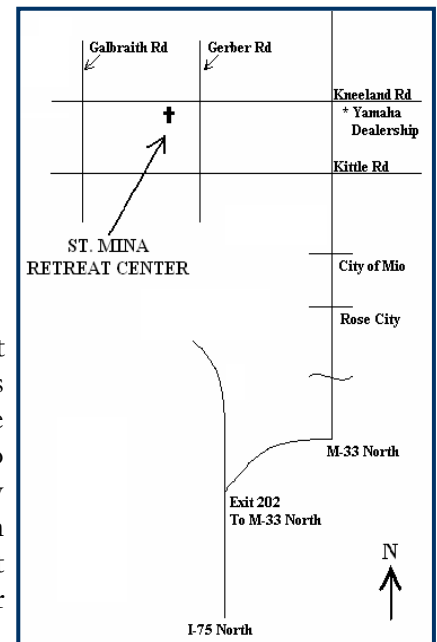 Galbraith Rd
Gerber Rd
Kneeland Rd
* Yamaha
Dealership
Kittle Rd
ST. MINA
RETREAT CENTER
City of Mio
Rose City
M-33 North
Exit 202
To M-33 North
N
I-75 North